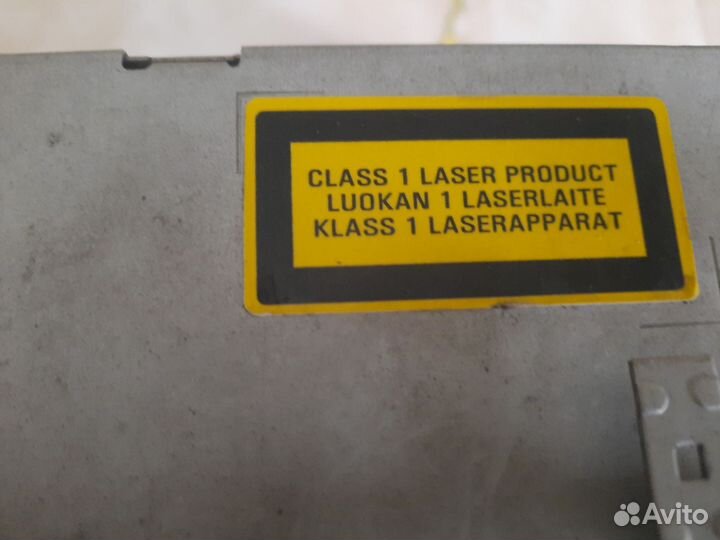 CLASS 1 LASER PRODUCT
LUOKAN 1 LASERLAITE
KLASS 1 LASERAPPARAT
Avito